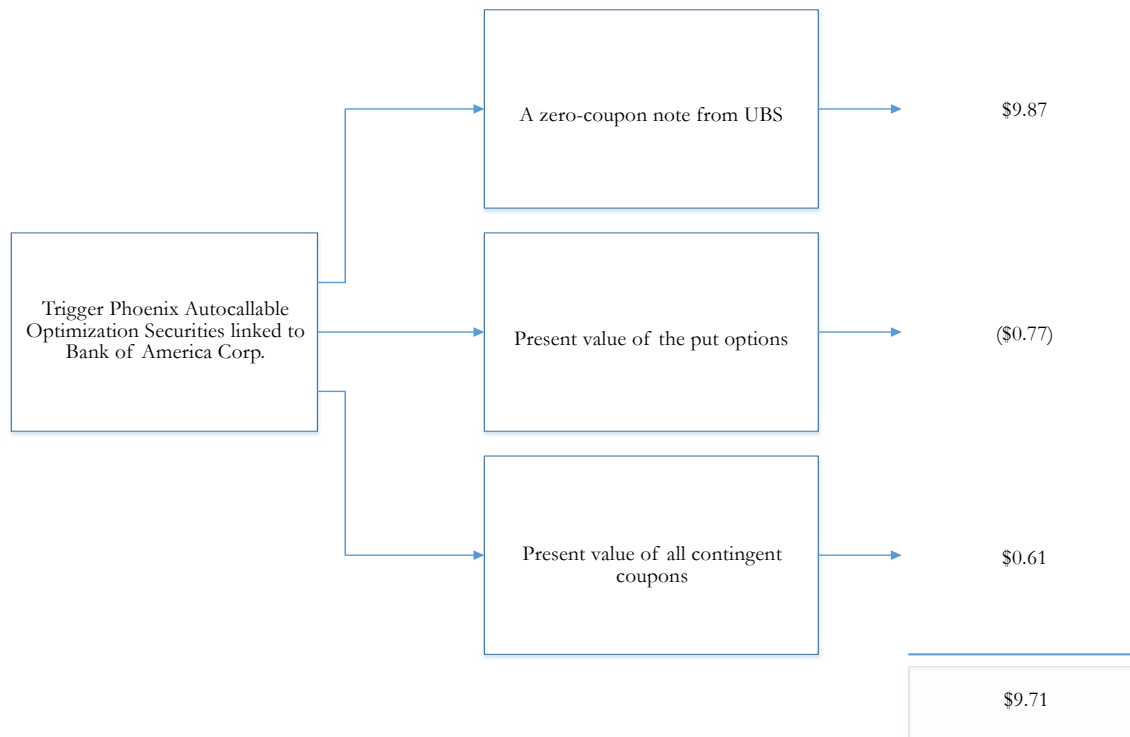 A zero-coupon note from UBS
$9.87
Trigger Phoenix Autocallable
Optimization Securities linked to
Bank of America Corp.
Present value of the put options
($0.77)
Present value of all contingent
coupons
$0.61
$9.71